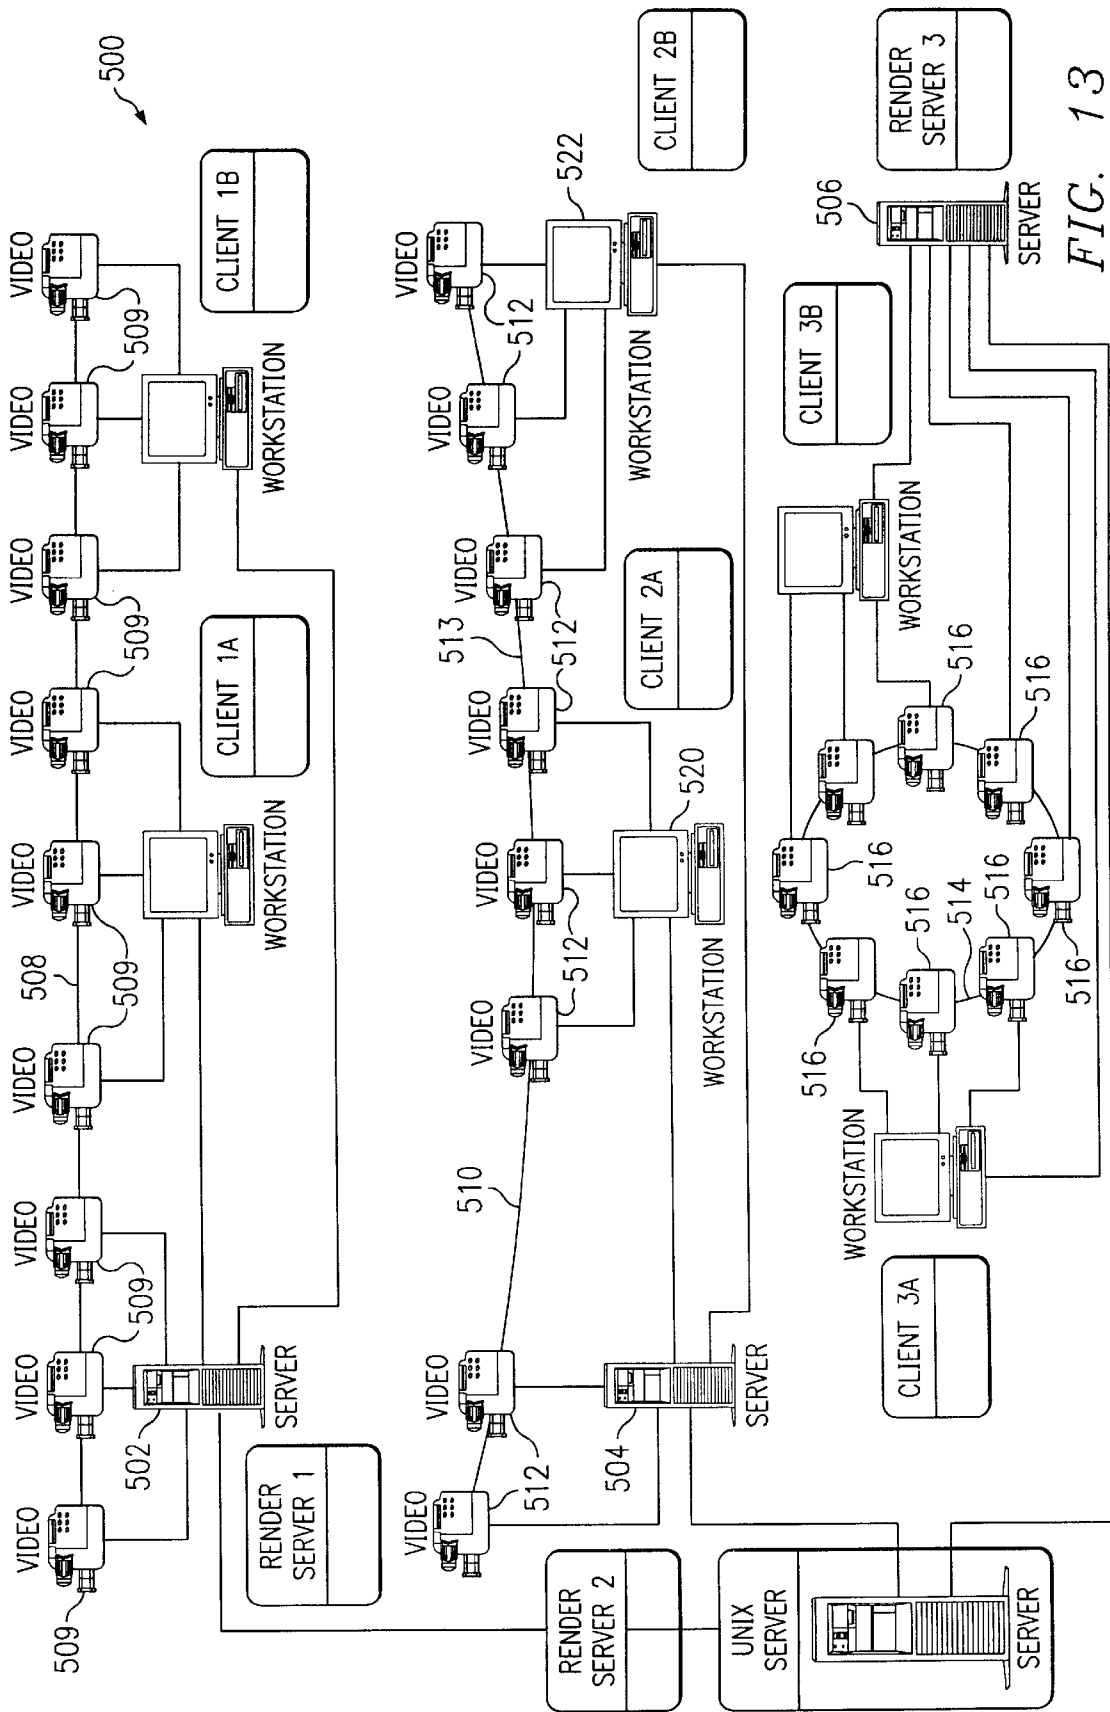 500
VIDEO
VIDEO
VIDEO
VIDEO
VIDEO
VIDEO
VIDEO
VIDEO
VIDEO
508
509
509
509
509
509
502
SERVER
WORKSTATION
WORKSTATION
RENDER
SERVER 1
CLIENT 1A
CLIENT 1B
VIDEO
VIDEO
VIDEO
VIDEO
VIDEO
VIDEO
VIDEO
VIDEO
510
513
512
512
512
512
504
520
522
SERVER
WORKSTATION
WORKSTATION
RENDER
SERVER 2
CLIENT 2A
CLIENT 2B
UNIX
SERVER
SERVER
WORKSTATION
WORKSTATION
CLIENT 3A
CLIENT 3B
516
516
516
516
516
516
516
514
506
SERVER
RENDER
SERVER 3
FIG. 13